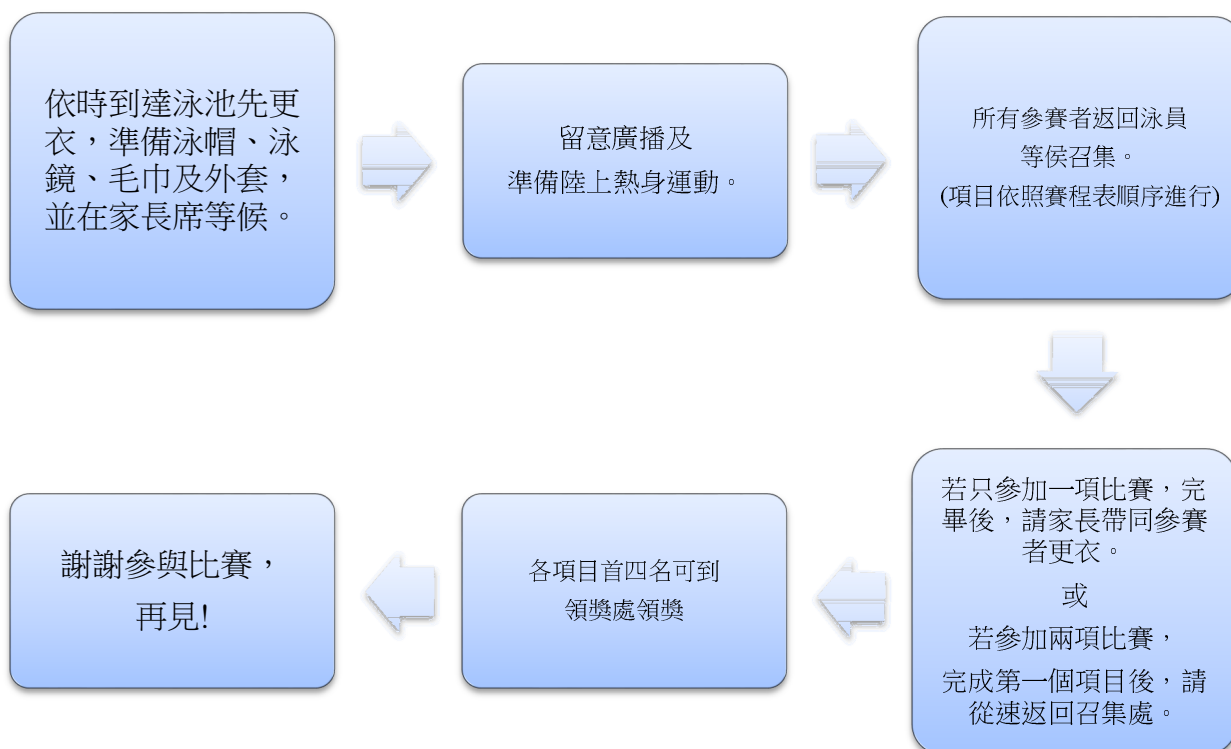 依時到達泳池先更
衣，準備泳帽、泳
鏡、毛巾及外套，
並在家長席等候。
留意廣播及
準備陸上熱身運動。
所有參賽者返回泳員
等侯召集。
(項目依照賽程表順序進行)
若只參加一項比賽，完
畢後，請家長帶同參賽
者更衣。
或
若參加兩項比賽，
完成第一個項目後，請
從速返回召集處。
各項目首四名可到
領獎處領獎
謝謝參與比賽，
再見!